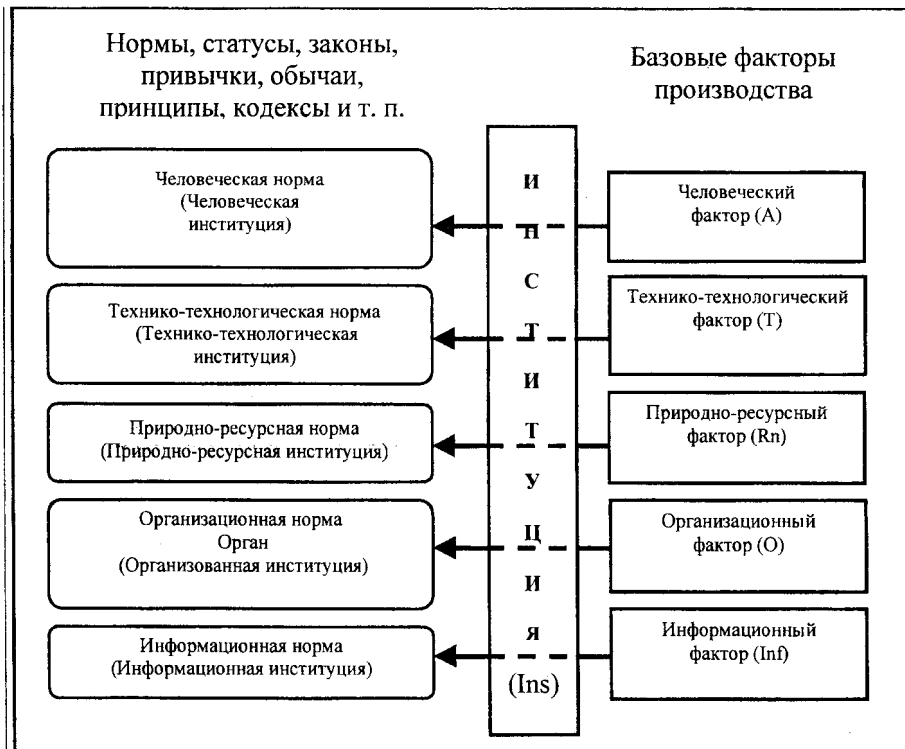 Нормы, статусы, законы,
привычки, обычаи,
принципы, кодексы и т. п.
Базовые факторы
производства
Человеческая норма
(Человеческая
институция)
Технико-технологическая норма
(Технико-технологическая
институция)
Природно-ресурсная норма
(Природно-ресурсная институция)
Организационная норма
Орган
(Организованная институция)
Информационная норма
(Информационная институция)
И
Н
С
Т
И
Т
У
Ц
И
Я
(Ins)
Человеческий
фактор (А)
Технико-технологический
фактор (Т)
Природно-ресурсный
фактор (Rn)
Организационный
фактор (О)
Информационный
фактор (Inf)